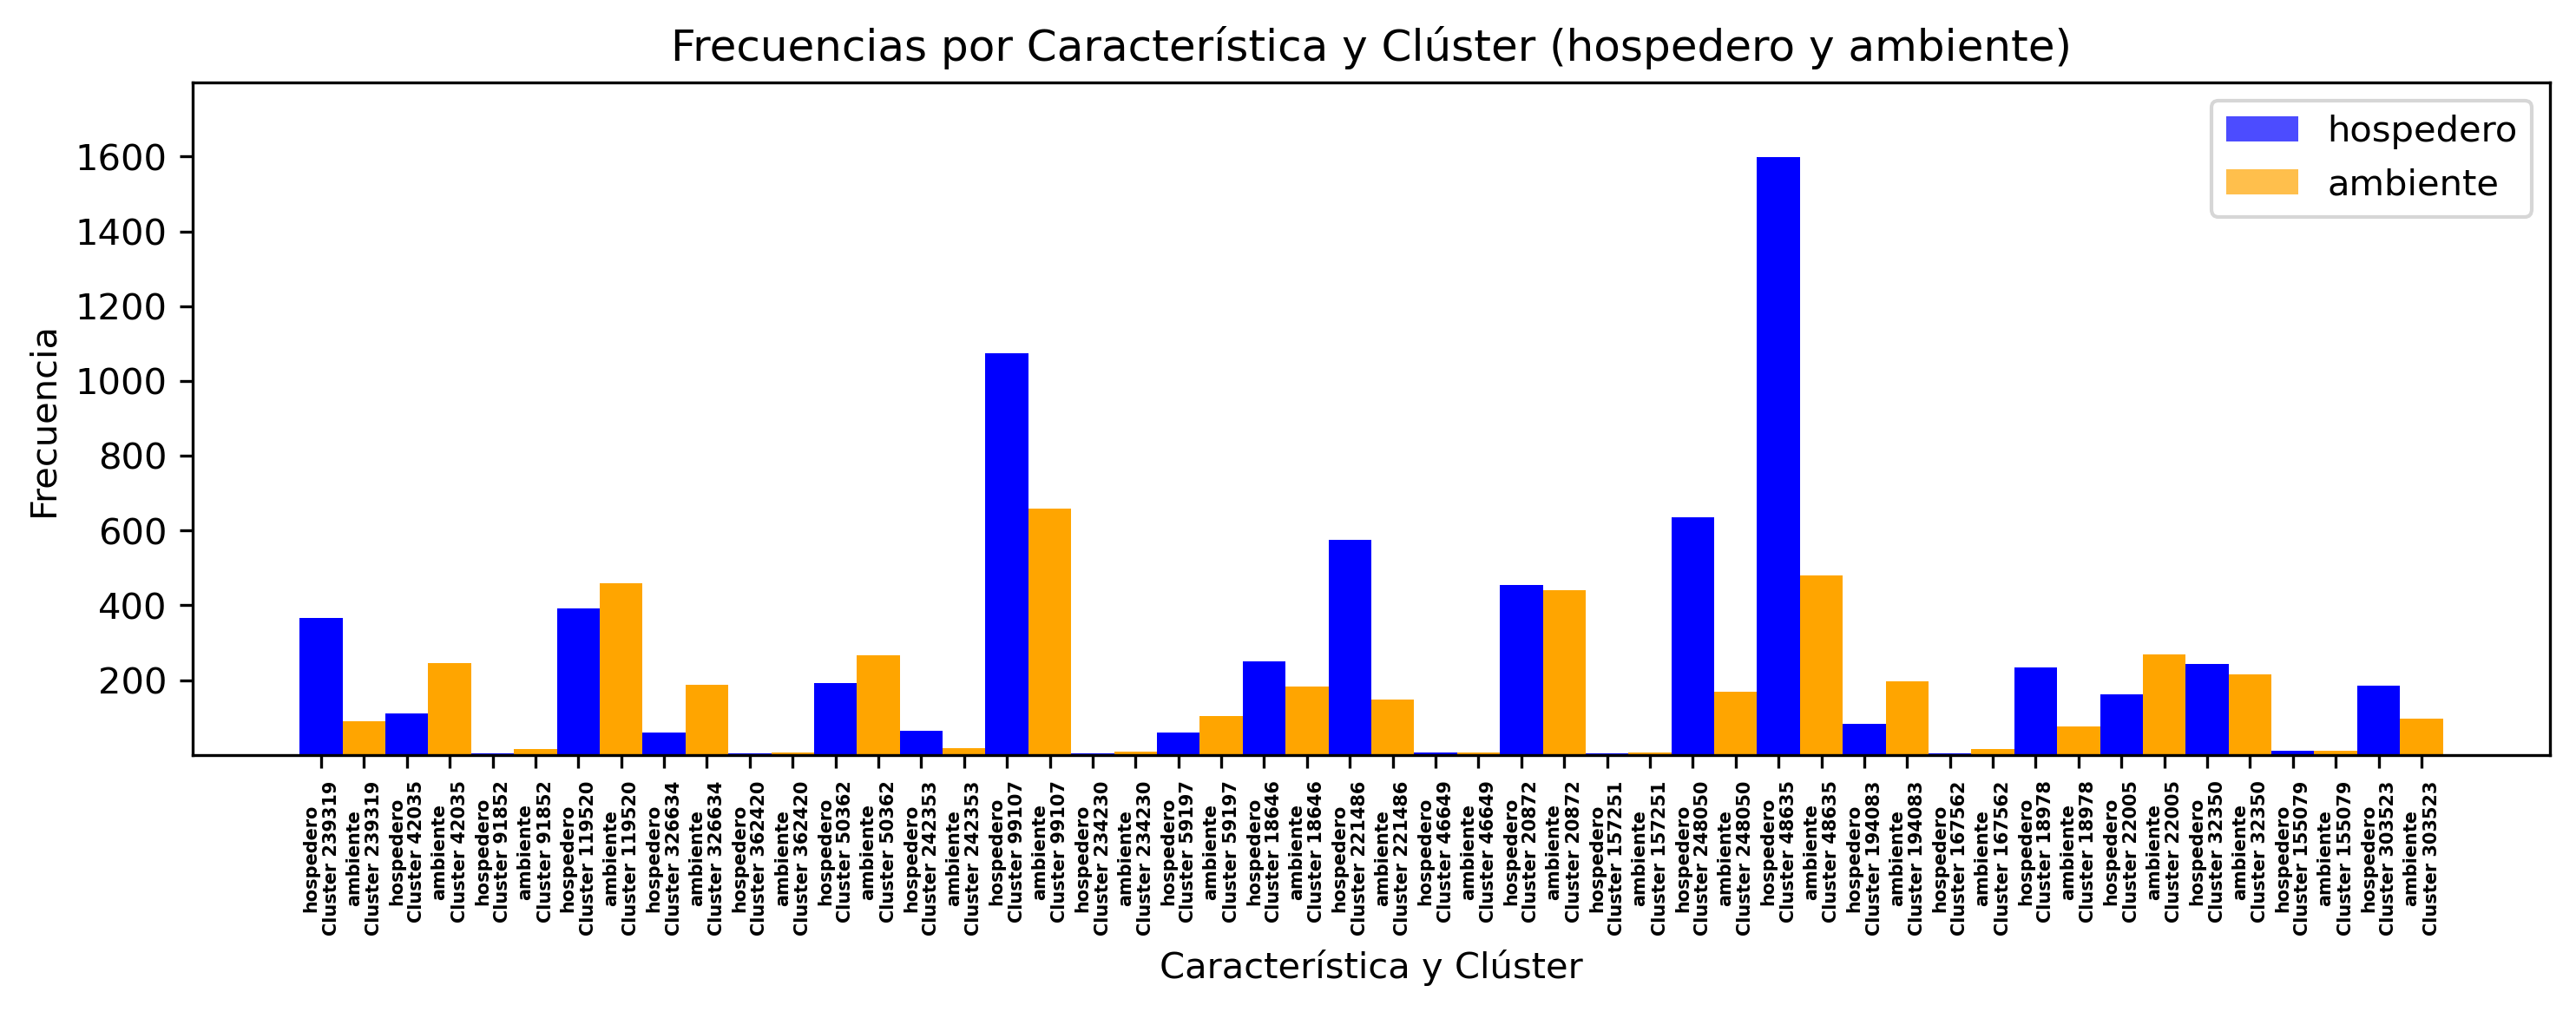 Frecuencias por Característica y Clúster (hospedero y ambiente)
hospedero
ambiente
Frecuencia
1600
1400
1200
1000
800
600
400
200
hospedero
Cluster 239319
ambiente
Cluster 239319
hospedero
Cluster 42035
ambiente
Cluster 42035
hospedero
Cluster 91852
ambiente
Cluster 91852
hospedero
Cluster 119520
ambiente
Cluster 119520
hospedero
Cluster 326634
ambiente
Cluster 326634
hospedero
Cluster 362420
ambiente
Cluster 362420
hospedero
Cluster 50362
ambiente
Cluster 50362
hospedero
Cluster 242353
ambiente
Cluster 242353
hospedero
Cluster 99107
ambiente
Cluster 99107
hospedero
Cluster 234230
ambiente
Cluster 234230
hospedero
Cluster 59197
ambiente
Cluster 59197
hospedero
Cluster 18646
ambiente
Cluster 18646
hospedero
Cluster 221486
ambiente
Cluster 221486
hospedero
Cluster 46649
ambiente
Cluster 46649
hospedero
Cluster 20872
ambiente
Cluster 20872
hospedero
Cluster 157251
ambiente
Cluster 157251
hospedero
Cluster 248050
ambiente
Cluster 248050
hospedero
Cluster 48635
ambiente
Cluster 48635
hospedero
Cluster 194083
ambiente
Cluster 194083
hospedero
Cluster 167562
ambiente
Cluster 167562
hospedero
Cluster 18978
ambiente
Cluster 18978
hospedero
Cluster 22005
ambiente
Cluster 22005
hospedero
Cluster 32350
ambiente
Cluster 32350
hospedero
Cluster 155079
ambiente
Cluster 155079
hospedero
Cluster 303523
ambiente
Cluster 303523
Característica y Clúster